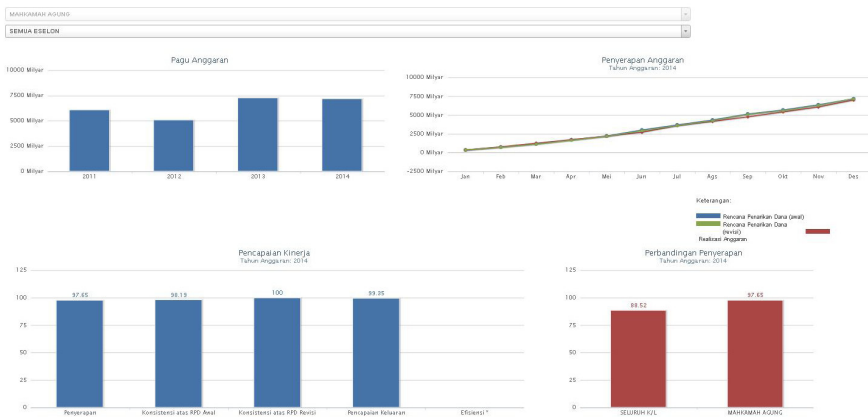 MAHKAMAH AGUNG
SEMUA ESELON
Pagu Anggaran
10000 Milyar
7500 Milyar
5000 Milyar
2500 Milyar
0 Milyar
2011 2012 2013 2014
Penyerapan Anggaran
Tahun Anggaran: 2014
10000 Milyar
7500 Milyar
5000 Milyar
2500 Milyar
0 Milyar
-2500 Milyar
Jan Feb Mar Apr Mei Jun Jul Ags Sep Okt Nov Des
Keterangan:
Rencana Penarikan Dana (awal)
Rencana Penarikan Dana
(revisi)
Realisasi Anggaran
Pencapaian Kinerja
Tahun Anggaran: 2014
125
100
75
50
25
0
97.65 98.19 100 99.35
Penyerapan Konsistensi atas RPD Awal Konsistensi atas RPD Revisi Pencapaian Keluaran Efisiensi *
Perbandingan Penyerapan
Tahun Anggaran: 2014
125
100
75
50
25
0
88.52 97.65
SELURUH K/L MAHKAMAH AGUNG